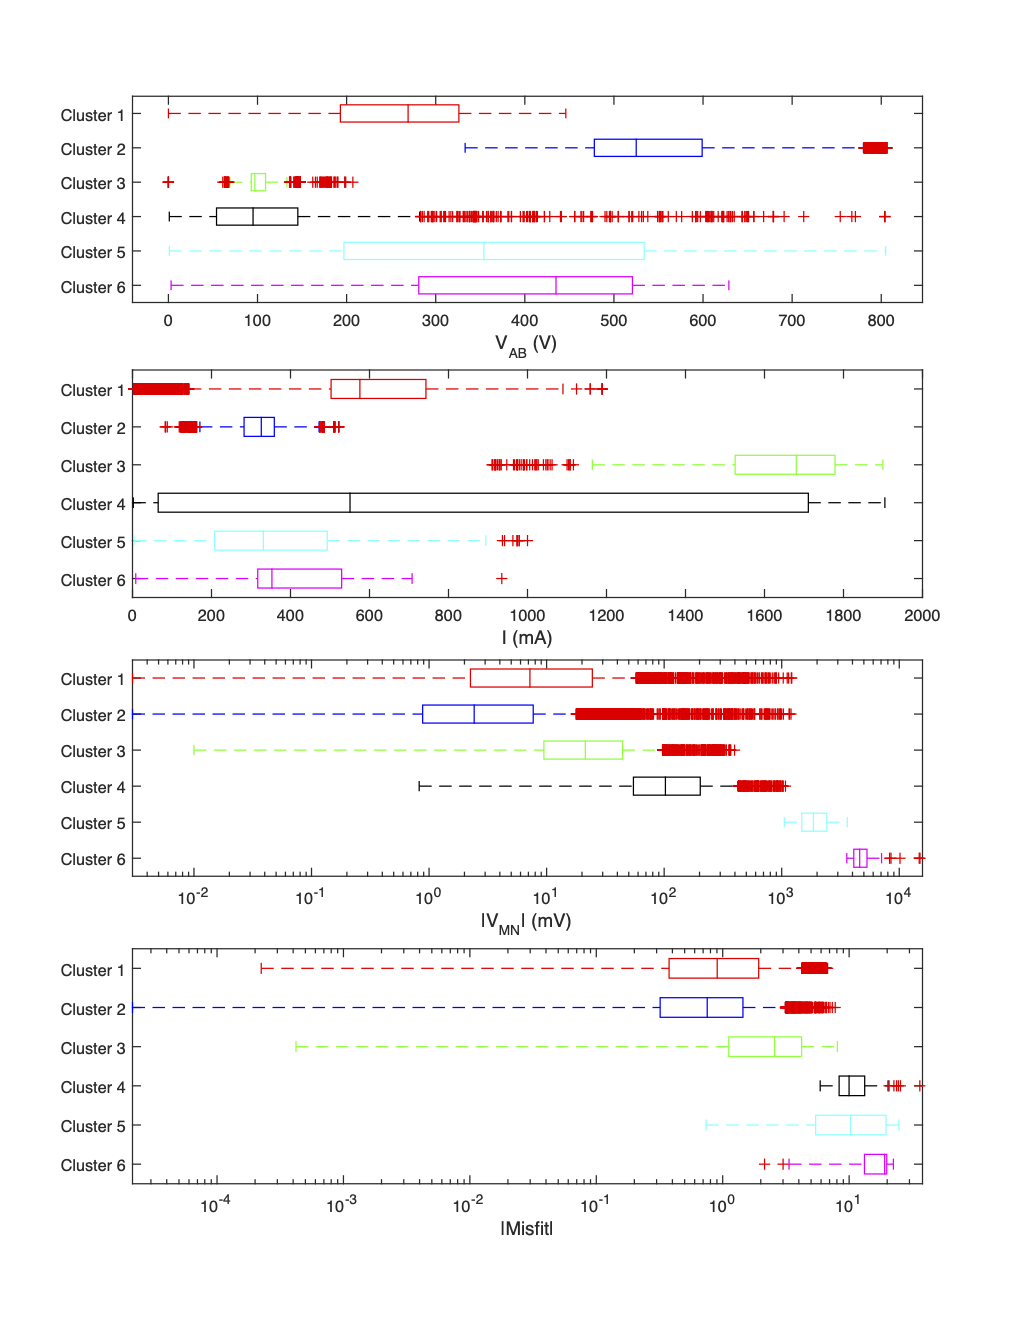 Cluster 1
Cluster 2
Cluster 3
Cluster 4
Cluster 5
Cluster 6
0 100 200 300 400 500 600 700 800
V_AB (V)
Cluster 1
Cluster 2
Cluster 3
Cluster 4
Cluster 5
Cluster 6
0 200 400 600 800 1000 1200 1400 1600 1800 2000
I (mA)
Cluster 1
Cluster 2
Cluster 3
Cluster 4
Cluster 5
Cluster 6
10^-2 10^-1 10^0 10^1 10^2 10^3 10^4
|V_MN| (mV)
Cluster 1
Cluster 2
Cluster 3
Cluster 4
Cluster 5
Cluster 6
10^-4 10^-3 10^-2 10^-1 10^0 10^1
|Misfit|